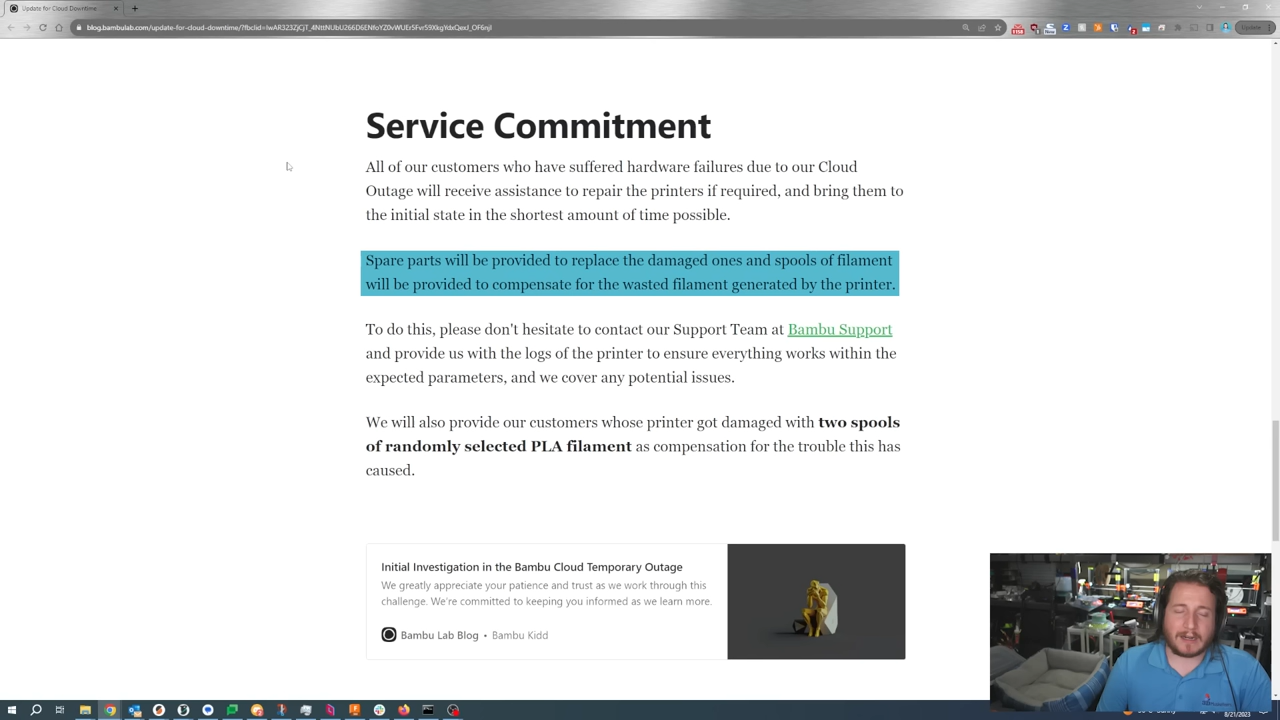 Update for Cloud Downtime
blog.bambulab.com/update-for-cloud-downtime/?fbclid=
Update
Service Commitment
All of our customers who have suffered hardware failures due to our Cloud
Outage will receive assistance to repair the printers if required, and bring them to
the initial state in the shortest amount of time possible.
Spare parts will be provided to replace the damaged ones and spools of filament
will be provided to compensate for the wasted filament generated by the printer.
To do this, please don't hesitate to contact our Support Team at Bambu Support
and provide us with the logs of the printer to ensure everything works within the
expected parameters, and we cover any potential issues.
We will also provide our customers whose printer got damaged with two spools
of randomly selected PLA filament as compensation for the trouble this has
caused.
Initial Investigation in the Bambu Cloud Temporary Outage
We greatly appreciate your patience and trust as we work through this
challenge. We're committed to keeping you informed as we learn more.
Bambu Lab Blog • Bambu Kidd
8/21/2023